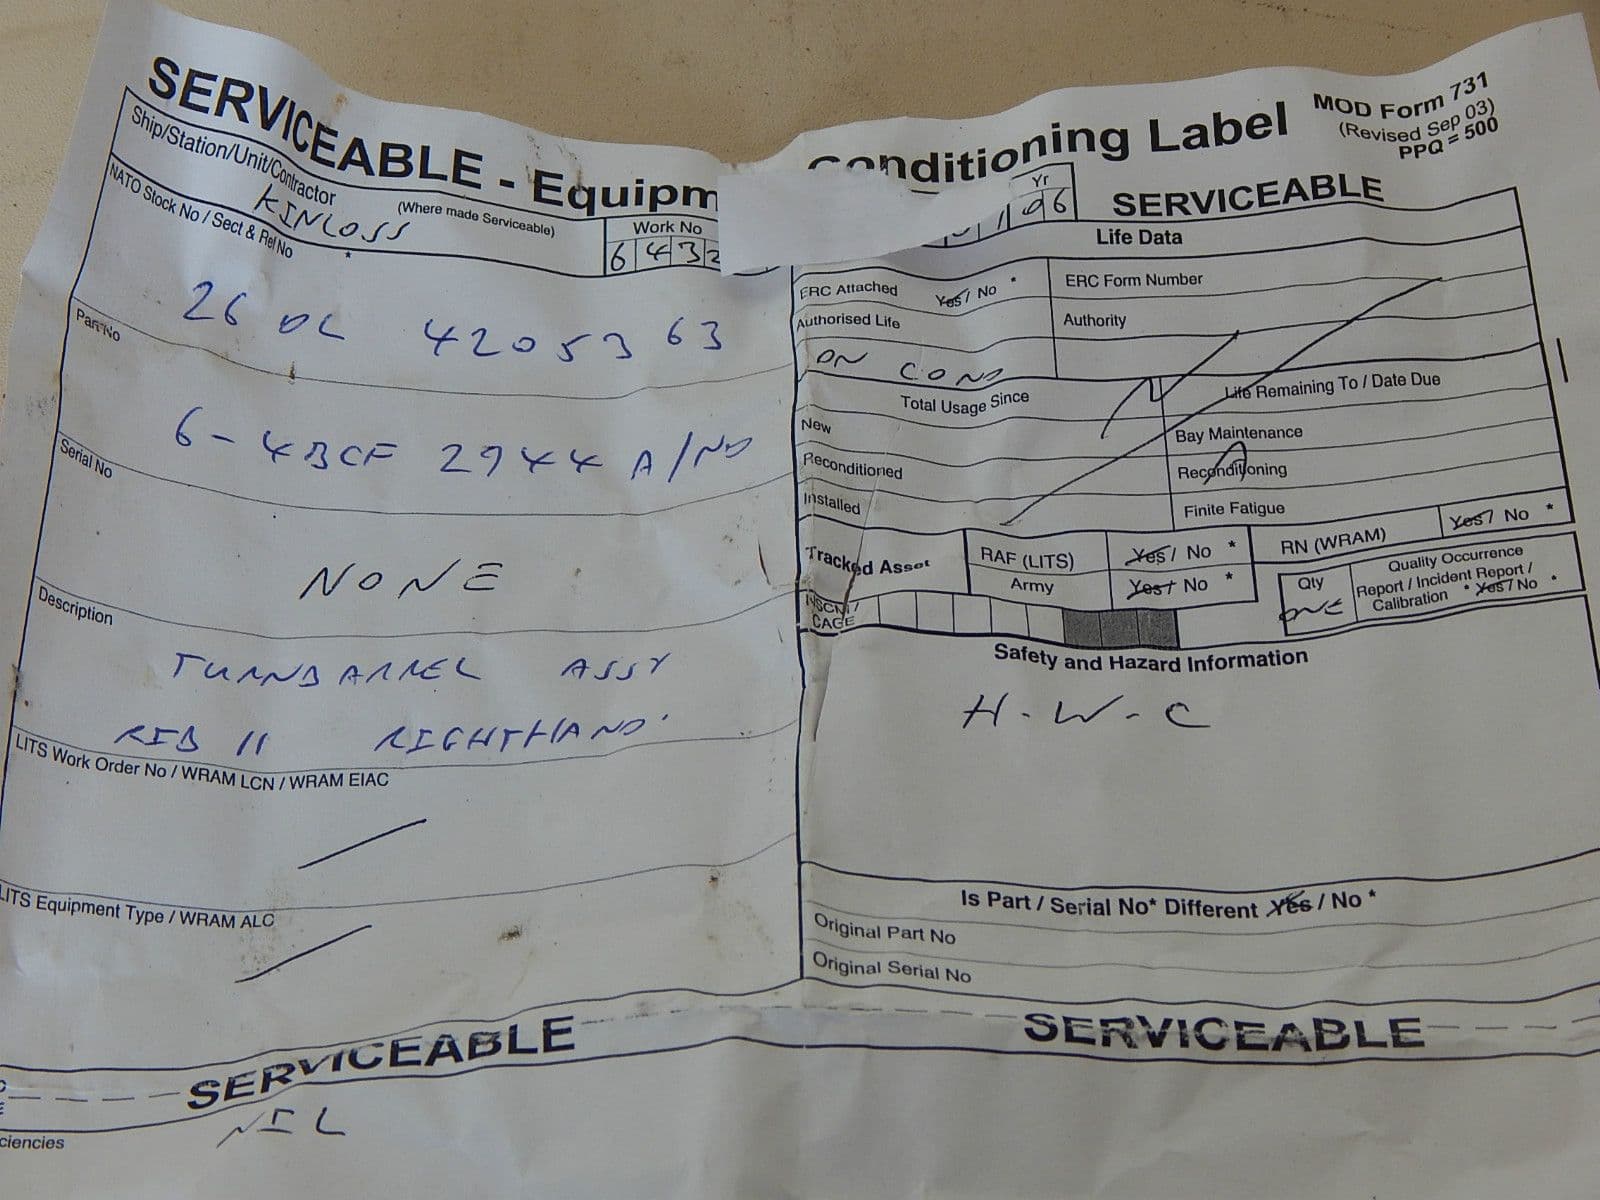 SERVICEABLE - Equipm
Conditioning Label
MOD Form 731
(Revised Sep 03)
PPQ = 500
Ship/Station/Unit/Contractor
KINLOSS
(Where made Serviceable)
Work No
6432
Yr
06
NATO Stock No / Sect & Ref No *
26 DL 4205363
Part No
6-4BCF 2944 A/ND
Serial No
NONE
Description
TURNBARREL ASSY
RIB 11 RIGHTHAND.
LITS Work Order No / WRAM LCN / WRAM EIAC
LITS Equipment Type / WRAM ALC
SERVICEABLE
Life Data
ERC Attached Yes / No *
ERC Form Number
Authorised Life
ON COND
Authority
Total Usage Since
New
Reconditioned
Installed
Life Remaining To / Date Due
Bay Maintenance
Reconditioning
Finite Fatigue
Tracked Asset
RAF (LITS) Yes / No *
Army Yes / No *
RN (WRAM) Yes / No *
NSCM /
CAGE
Qty
ONE
Quality Occurrence
Report / Incident Report /
Calibration * Yes / No *
Safety and Hazard Information
H-W-C
Is Part / Serial No* Different Yes / No *
Original Part No
Original Serial No
SERVICEABLE
SERVICEABLE
NIL
ciencies